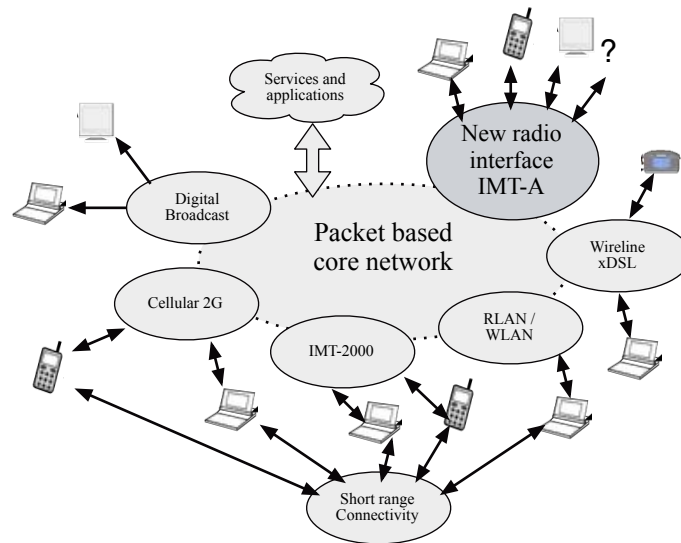 Services and
applications
?
New radio
interface
IMT-A
Digital
Broadcast
Packet based
core network
Wireline
xDSL
Cellular 2G
RLAN /
WLAN
IMT-2000
Short range
Connectivity